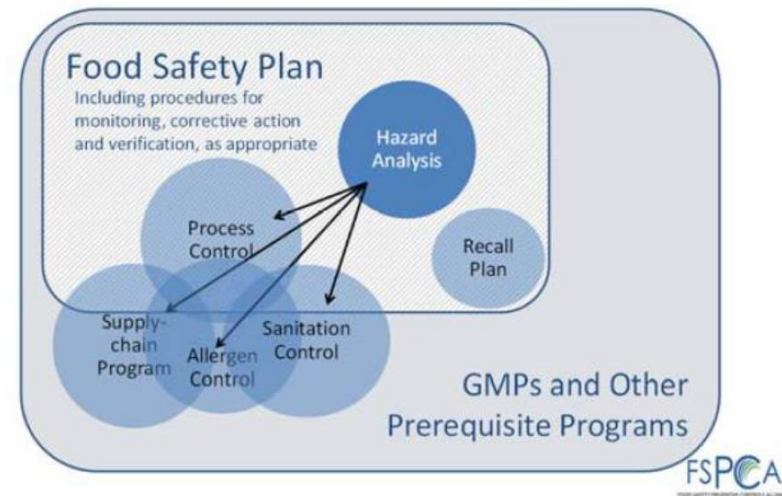 Food Safety Plan
Including procedures for
monitoring, corrective action
and verification, as appropriate
Hazard
Analysis
Process
Control
Recall
Plan
Supply-
chain
Program
Allergen
Control
Sanitation
Control
GMPs and Other
Prerequisite Programs
FSPCA